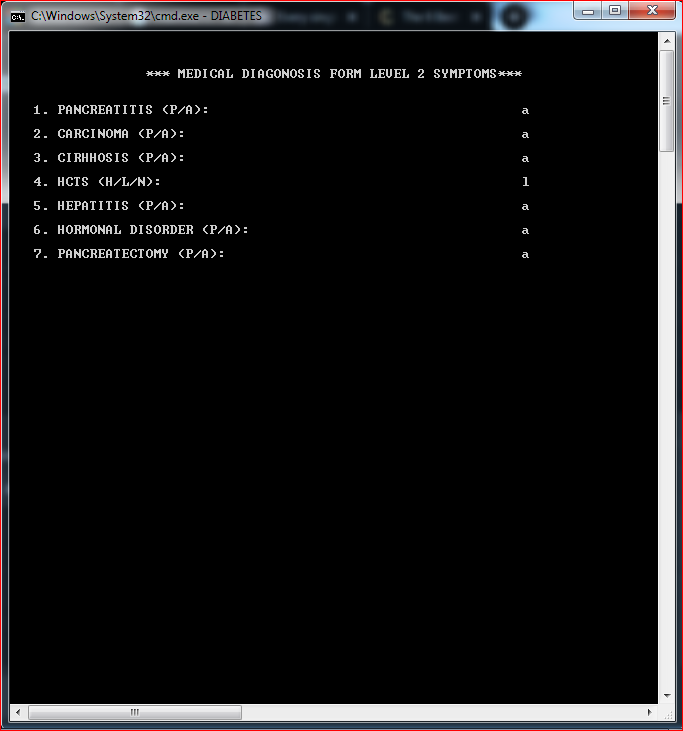 C:\Windows\System32\cmd.exe - DIABETES
*** MEDICAL DIAGONOSIS FORM LEVEL 2 SYMPTOMS***
1. PANCREATITIS (P/A): a
2. CARCINOMA (P/A): a
3. CIRHHOSIS (P/A): a
4. HCTS (H/L/N): l
5. HEPATITIS (P/A): a
6. HORMONAL DISORDER (P/A): a
7. PANCREATECTOMY (P/A): a